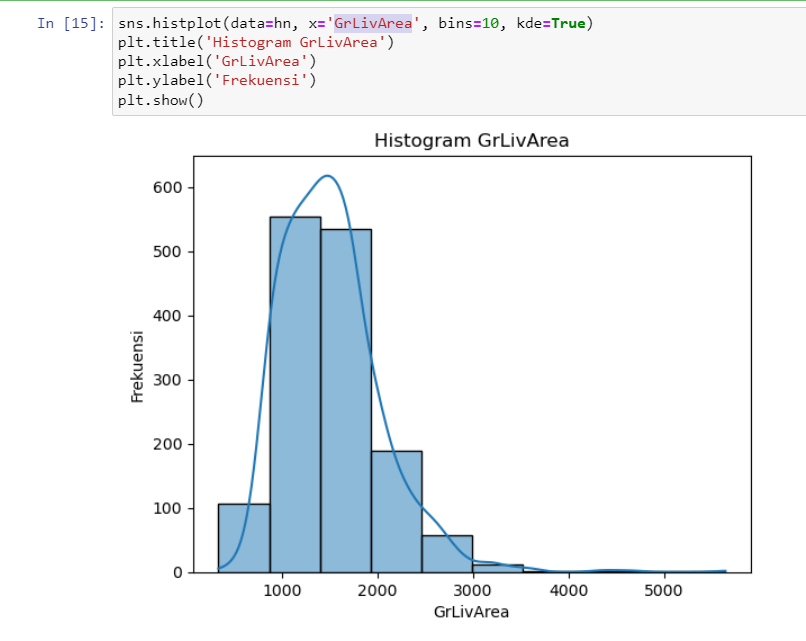 In [15]: sns.histplot(data=hn, x='GrLivArea', bins=10, kde=True)
plt.title('Histogram GrLivArea')
plt.xlabel('GrLivArea')
plt.ylabel('Frekuensi')
plt.show()
Histogram GrLivArea
600
500
400
300
200
100
0
Frekuensi
1000 2000 3000 4000 5000
GrLivArea